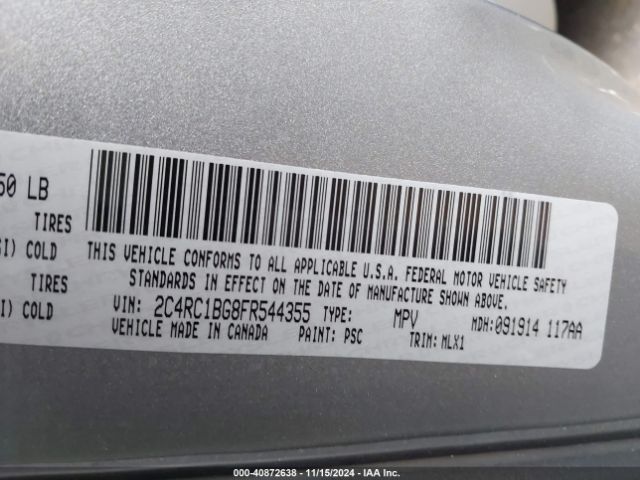 50 LB
TIRES
SI) COLD
TIRES
I) COLD
THIS VEHICLE CONFORMS TO ALL APPLICABLE U.S.A. FEDERAL MOTOR VEHICLE SAFETY
STANDARDS IN EFFECT ON THE DATE OF MANUFACTURE SHOWN ABOVE.
VIN: 2C4RC1BG8FR544355 TYPE: MPV MDH:091914 117AA
VEHICLE MADE IN CANADA PAINT: PSC TRIM: MLX1
000-40872638 - 11/15/2024 - IAA Inc.